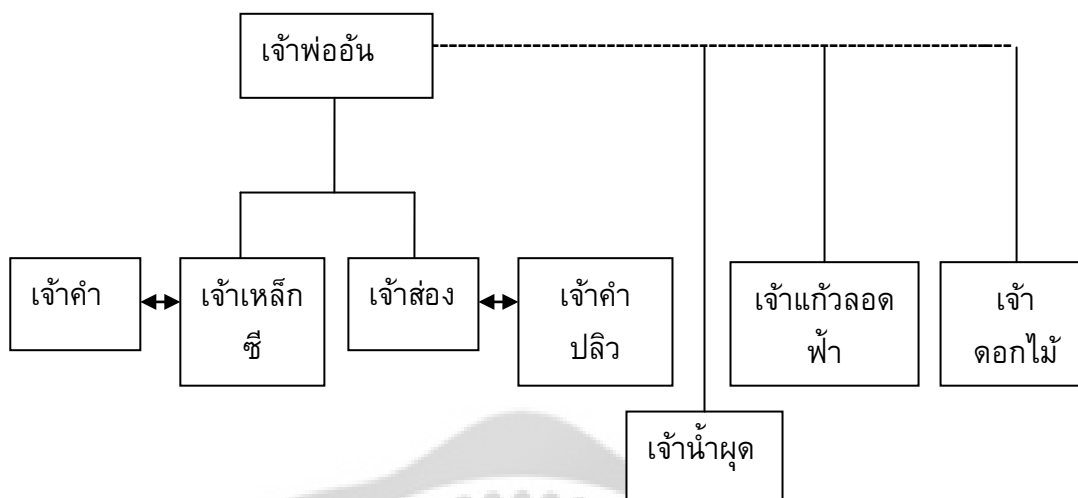 เจ้าพ่ออ้น
เจ้าคำ
เจ้าเหล็ก
ซี
เจ้าส่อง
เจ้าคำ
ปลิว
เจ้าแก้วลอด
ฟ้า
เจ้า
ดอกไม้
เจ้าน้ำผุด